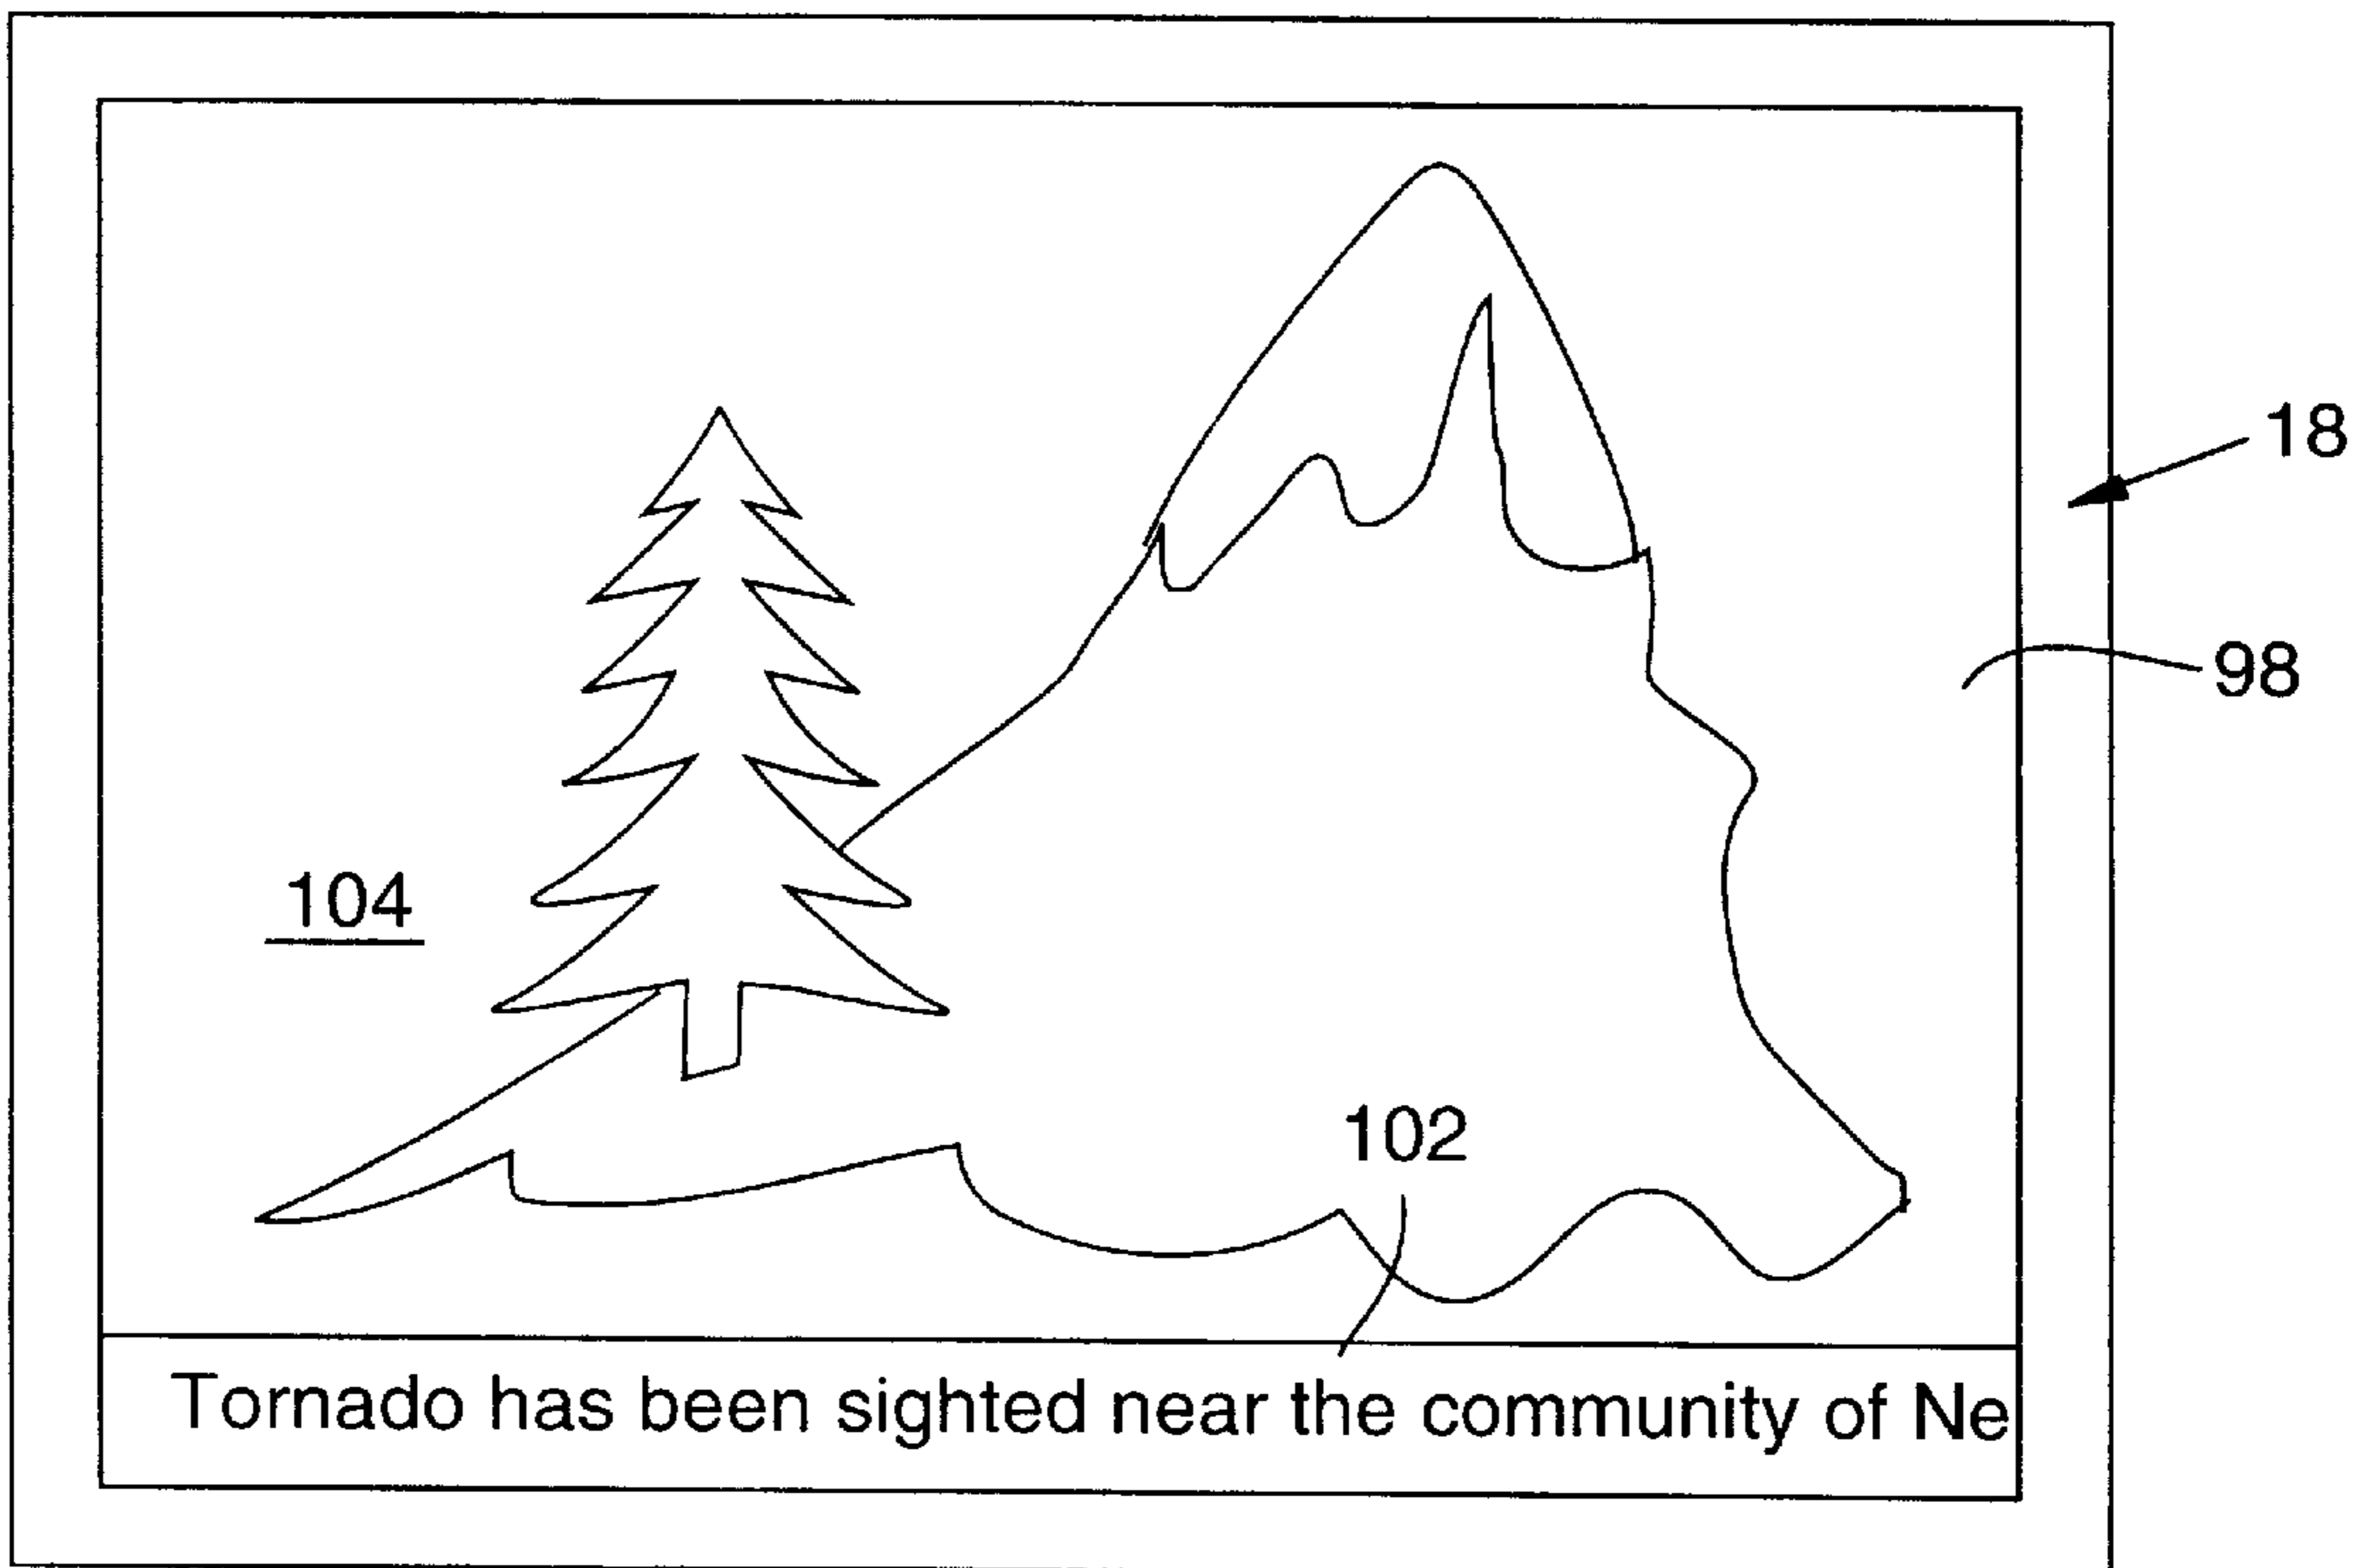 18
98
104
102
Tornado has been sighted near the community of Ne